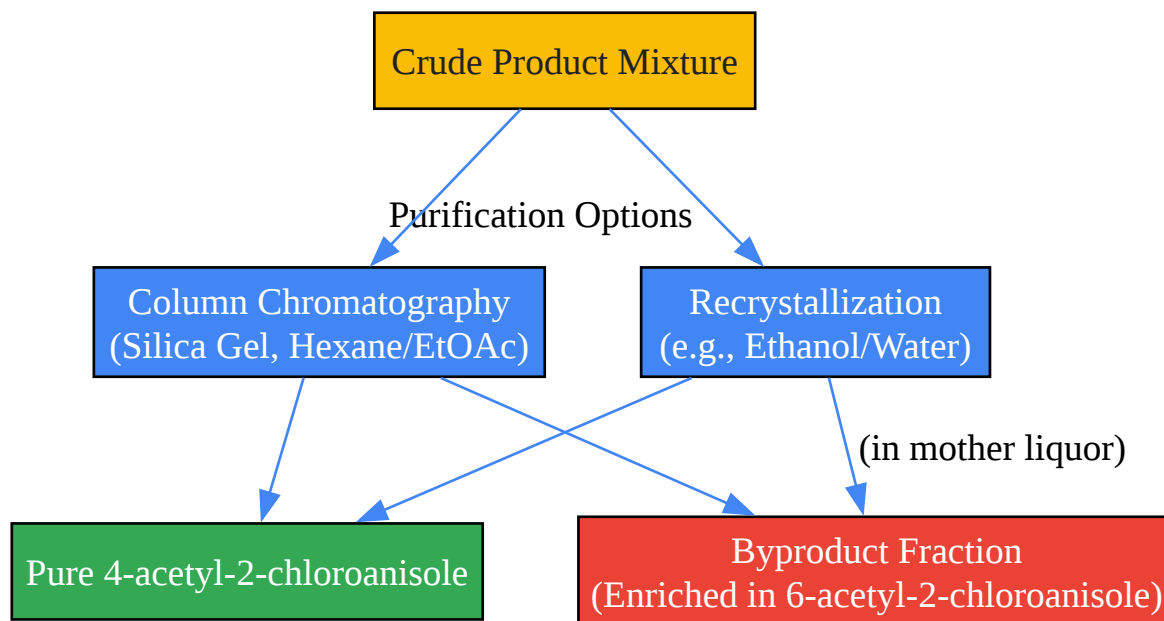 Crude Product Mixture
Purification Options
Column Chromatography
(Silica Gel, Hexane/EtOAc)
Recrystallization
(e.g., Ethanol/Water)
(in mother liquor)
Pure 4-acetyl-2-chloroanisole
Byproduct Fraction
(Enriched in 6-acetyl-2-chloroanisole)